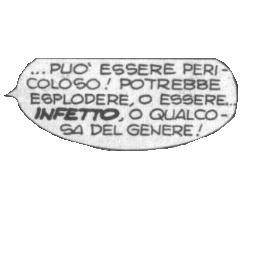 ...PUO' ESSERE PERI-
COLOSO! POTREBBE
ESPLODERE, O ESSERE...
INFETTO, O QUALCO-
SA DEL GENERE!